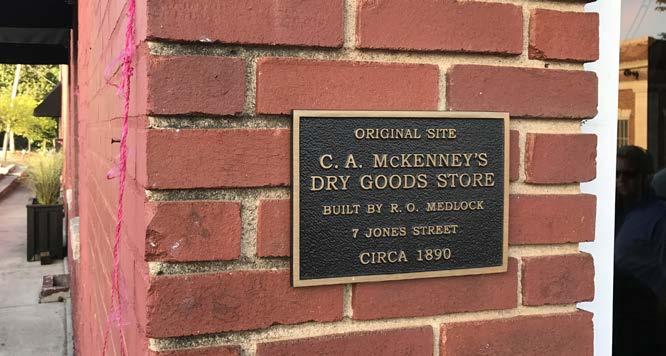 ORIGINAL SITE
C. A. McKENNEY'S
DRY GOODS STORE
BUILT BY R. O. MEDLOCK
7 JONES STREET
CIRCA 1890